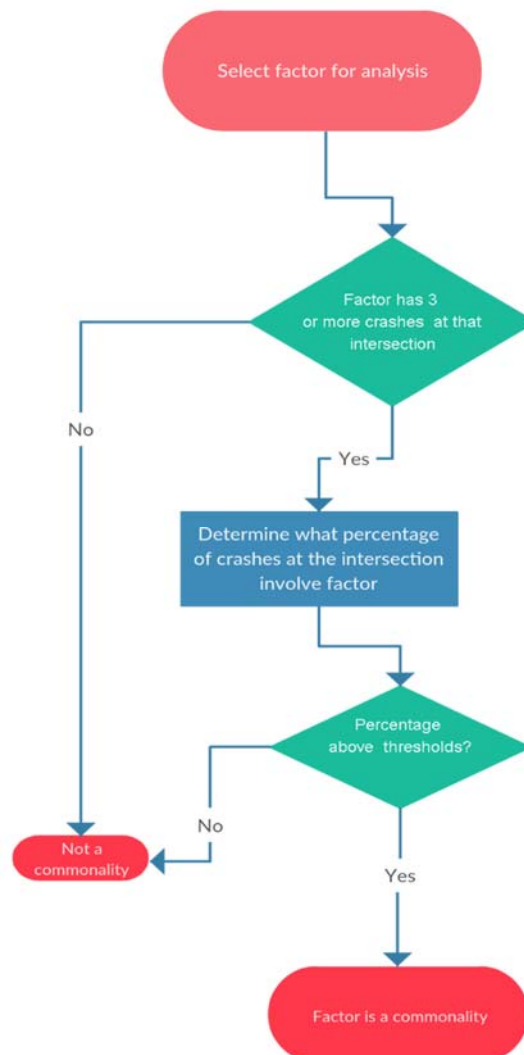 Select factor for analysis
Factor has 3
or more crashes at that
intersection
No
Yes
Determine what percentage
of crashes at the intersection
involve factor
Percentage
above thresholds?
No
Not a
commonality
Yes
Factor is a commonality